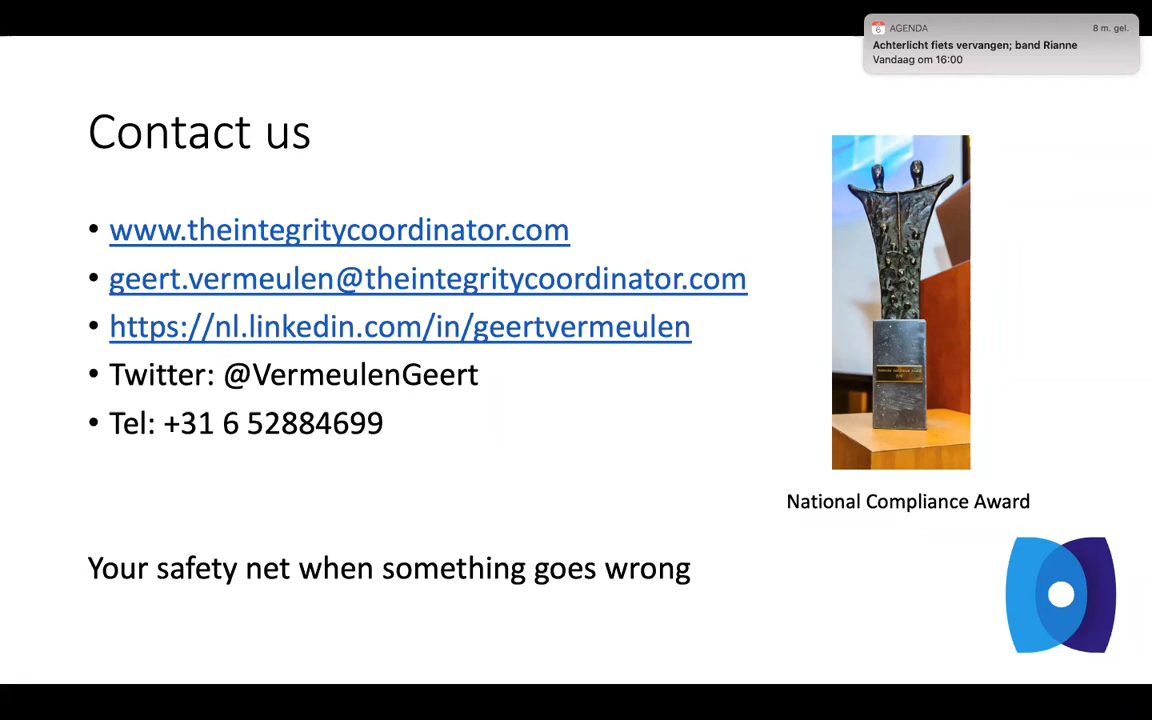 AGENDA
8 m. gel.
Achterlicht fiets vervangen; band Rianne
Vandaag om 16:00
6
Contact us
• www.theintegritycoordinator.com
• geert.vermeulen@theintegritycoordinator.com
• https://nl.linkedin.com/in/geertvermeulen
• Twitter: @VermeulenGeert
• Tel: +31 6 52884699
National Compliance Award
Your safety net when something goes wrong